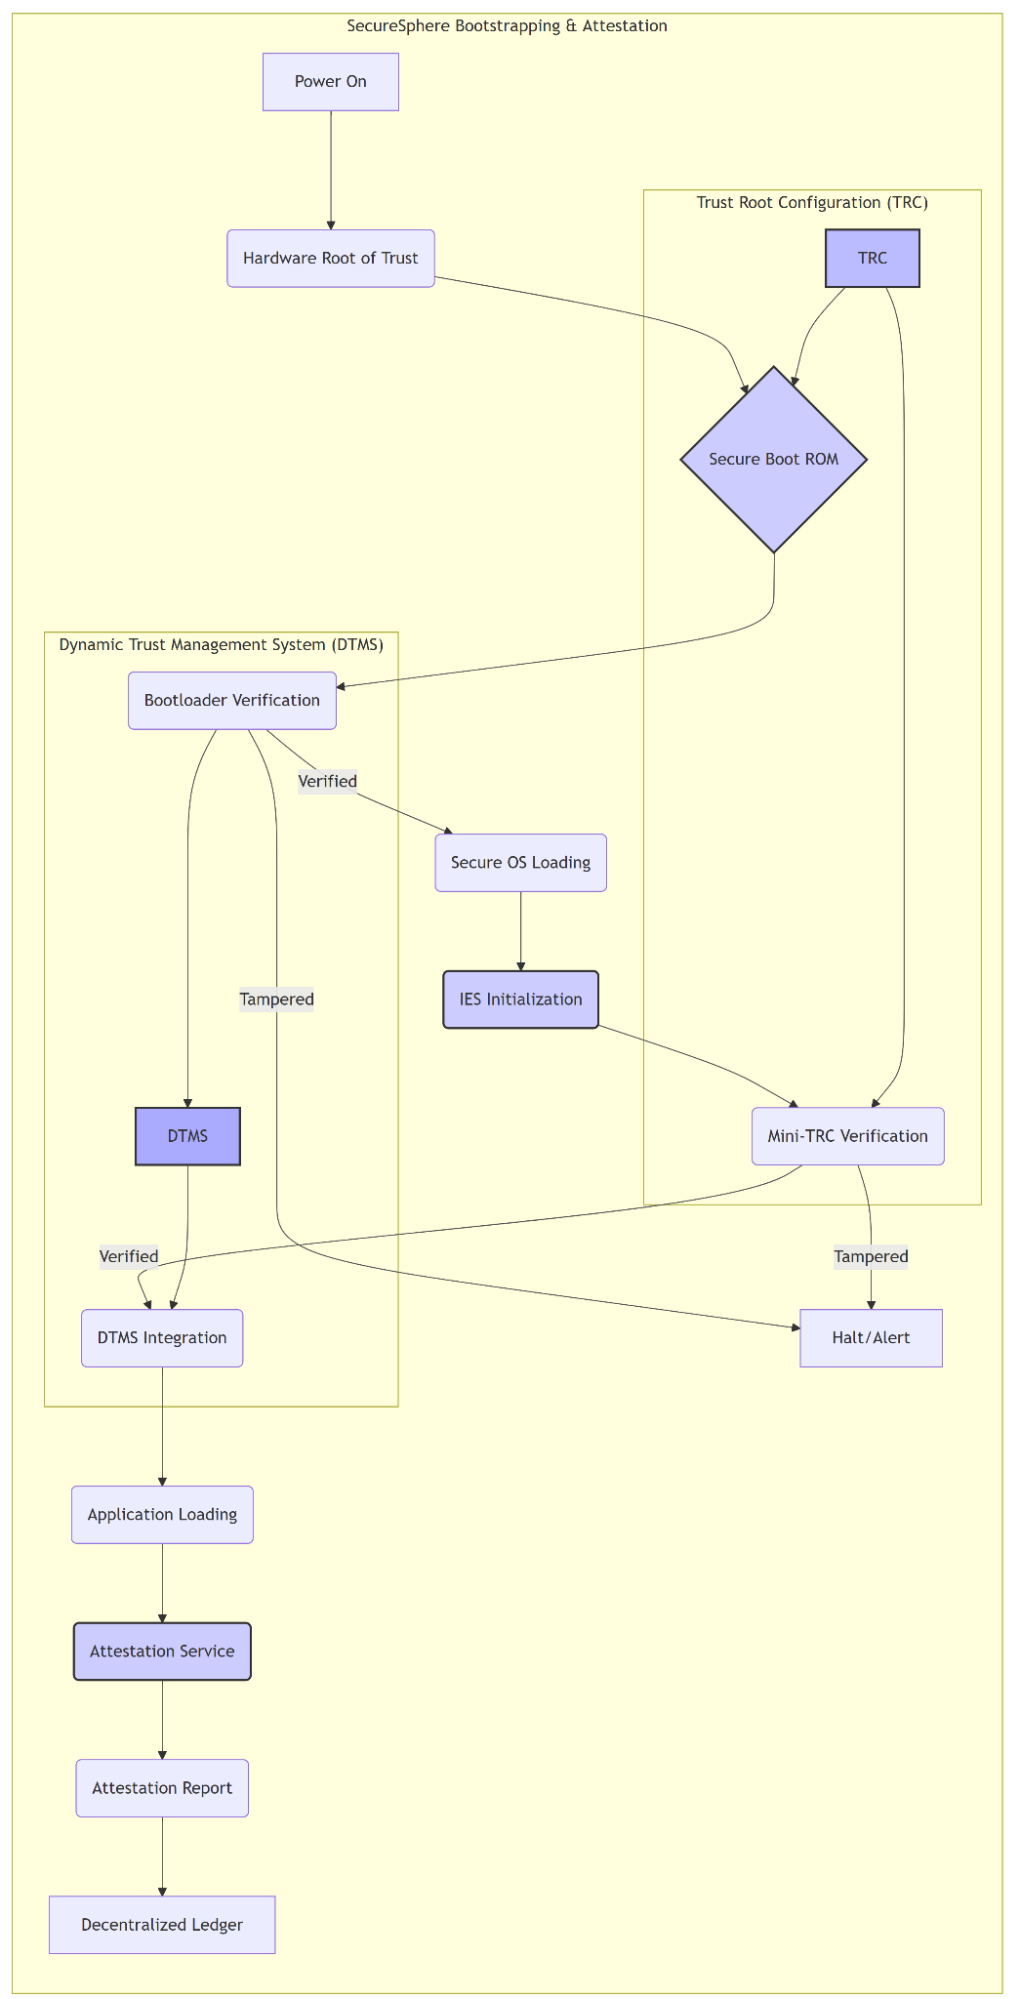 SecureSphere Bootstrapping & Attestation
Power On
Trust Root Configuration (TRC)
Hardware Root of Trust
TRC
Secure Boot ROM
Dynamic Trust Management System (DTMS)
Bootloader Verification
Verified
Secure OS Loading
IES Initialization
Tampered
DTMS
Mini-TRC Verification
Verified
Tampered
DTMS Integration
Halt/Alert
Application Loading
Attestation Service
Attestation Report
Decentralized Ledger